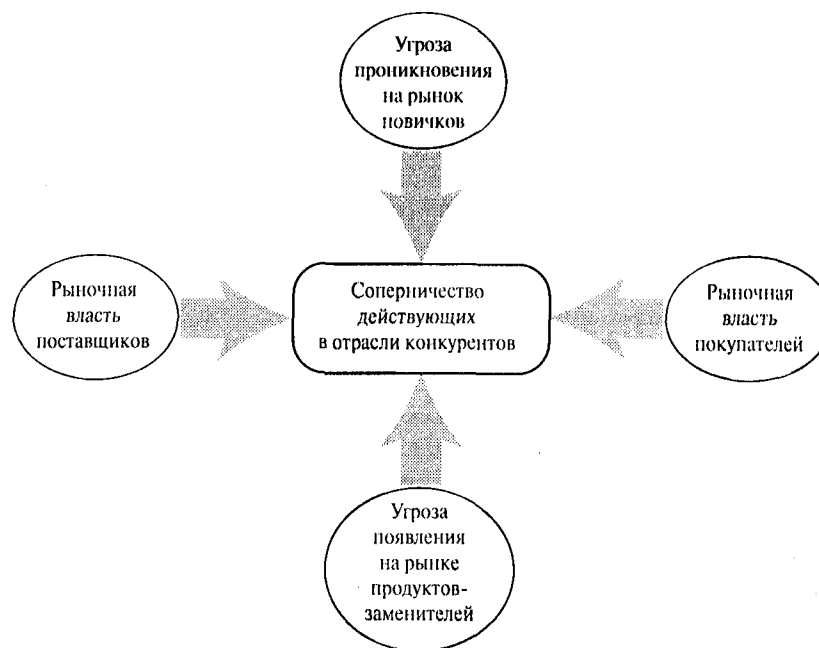 Угроза
проникновения
на рынок
новичков
Рыночная
власть
поставщиков
Соперничество
действующих
в отрасли конкурентов
Рыночная
власть
покупателей
Угроза
появления
на рынке
продуктов-
заменителей